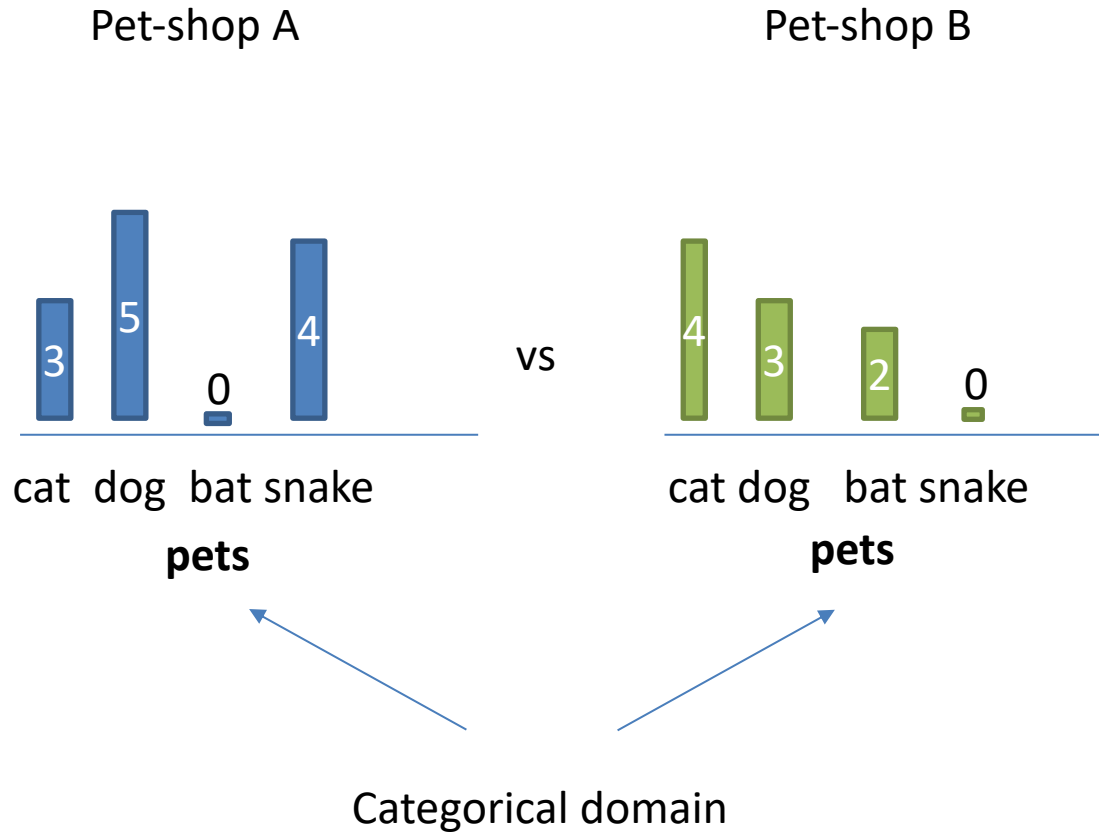 Pet-shop A
Pet-shop B
3
5
0
4
vs
4
3
2
0
cat dog bat snake
cat dog bat snake
pets
pets
Categorical domain